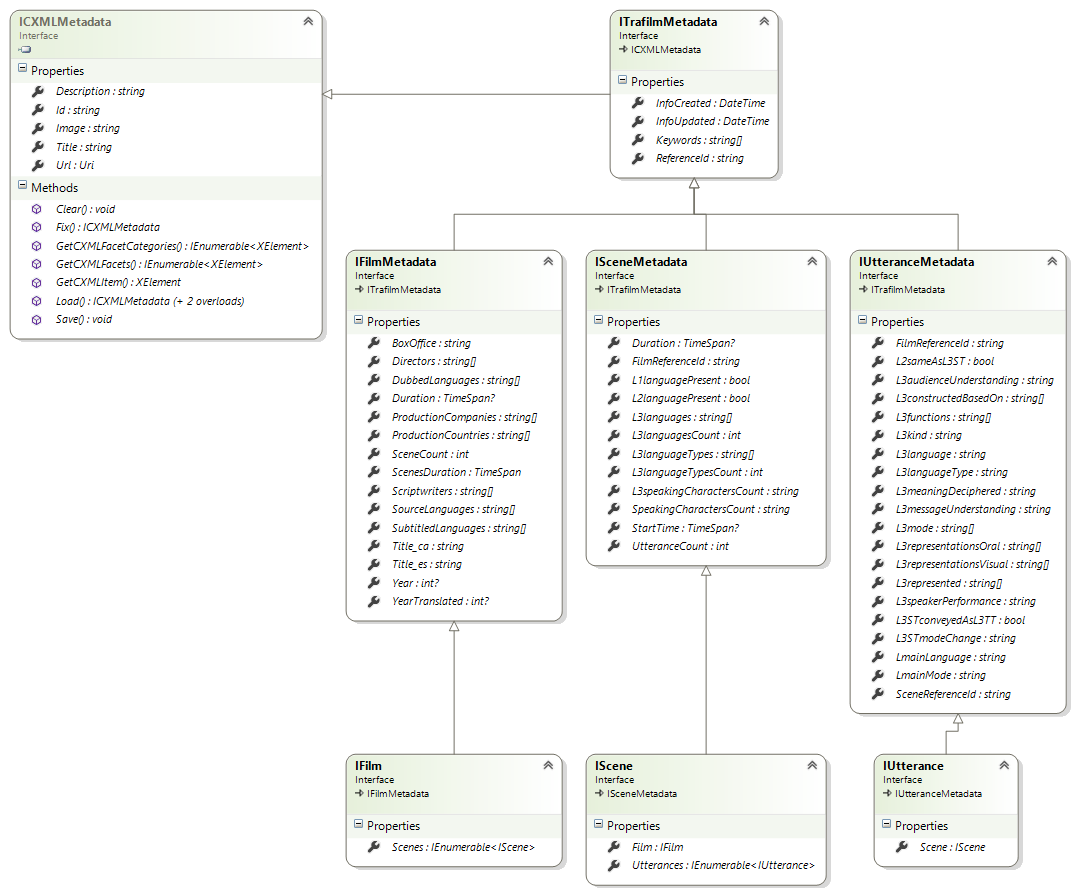 ICXMLMetadata
Interface
Properties
Description : string
Id : string
Image : string
Title : string
Url : Uri
Methods
Clear() : void
Fix() : ICXMLMetadata
GetCXMLFacetCategories() : IEnumerable<XElement>
GetCXMLFacets() : IEnumerable<XElement>
GetCXMLItem() : XElement
Load() : ICXMLMetadata (+ 2 overloads)
Save() : void
ITrafilmMetadata
Interface
ICXMLMetadata
Properties
InfoCreated : DateTime
InfoUpdated : DateTime
Keywords : string[]
ReferenceId : string
IFilmMetadata
Interface
ITrafilmMetadata
Properties
BoxOffice : string
Directors : string[]
DubbedLanguages : string[]
Duration : TimeSpan?
ProductionCompanies : string[]
ProductionCountries : string[]
SceneCount : int
ScenesDuration : TimeSpan
Scriptwriters : string[]
SourceLanguages : string[]
SubtitledLanguages : string[]
Title_ca : string
Title_es : string
Year : int?
YearTranslated : int?
ISceneMetadata
Interface
ITrafilmMetadata
Properties
Duration : TimeSpan?
FilmReferenceId : string
L1languagePresent : bool
L2languagePresent : bool
L3languages : string[]
L3languagesCount : int
L3languageTypes : string[]
L3languageTypesCount : int
L3speakingCharactersCount : string
SpeakingCharactersCount : string
StartTime : TimeSpan?
UtteranceCount : int
IUtteranceMetadata
Interface
ITrafilmMetadata
Properties
FilmReferenceId : string
L2sameAsL3ST : bool
L3audienceUnderstanding : string
L3constructedBasedOn : string[]
L3functions : string[]
L3kind : string
L3language : string
L3languageType : string
L3meaningDeciphered : string
L3messageUnderstanding : string
L3mode : string[]
L3representationsOral : string[]
L3representationsVisual : string[]
L3represented : string[]
L3speakerPerformance : string
L3STconveyedAsL3TT : bool
L3STmodeChange : string
LmainLanguage : string
LmainMode : string
SceneReferenceId : string
IFilm
Interface
IFilmMetadata
Properties
Scenes : IEnumerable<IScene>
IScene
Interface
ISceneMetadata
Properties
Film : IFilm
Utterances : IEnumerable<IUtterance>
IUtterance
Interface
IUtteranceMetadata
Properties
Scene : IScene